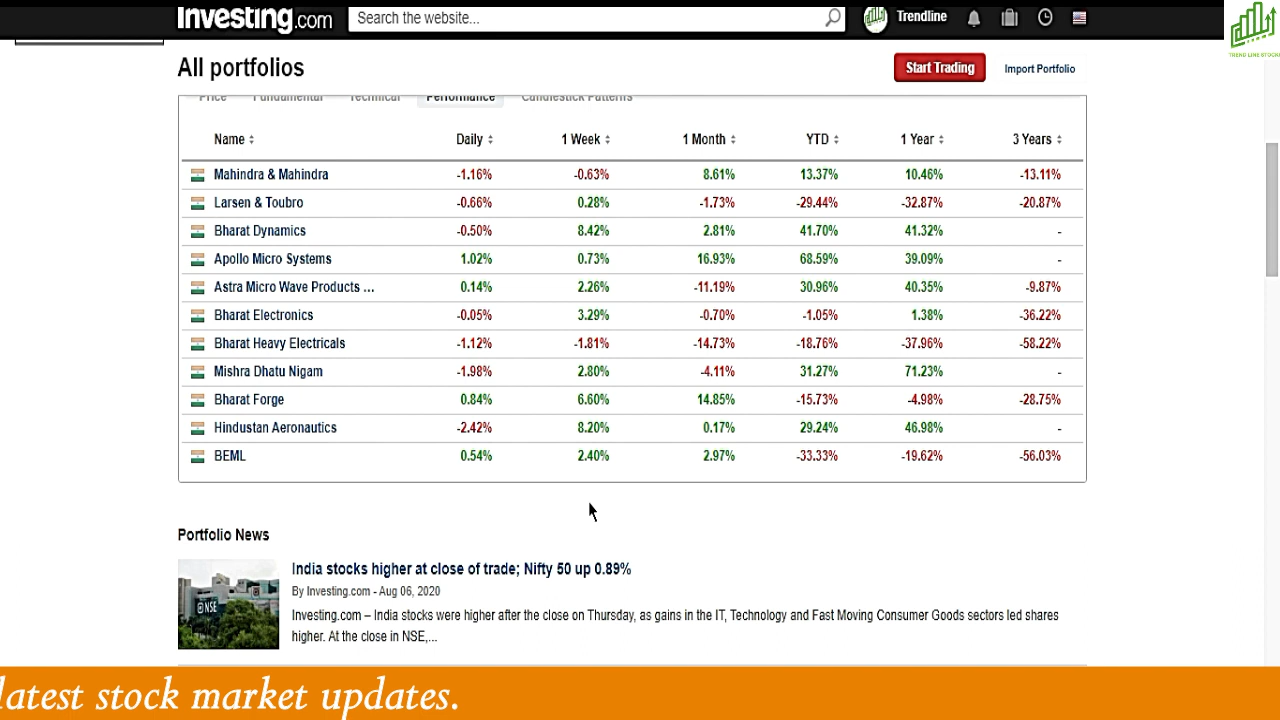 Investing.com Search the website... Trendline
TREND LINE STOCKS
All portfolios Start Trading Import Portfolio
Price Fundamental Technical Performance Candlestick Patterns
Name Daily 1 Week 1 Month YTD 1 Year 3 Years
Mahindra & Mahindra -1.16% -0.63% 8.61% 13.37% 10.46% -13.11%
Larsen & Toubro -0.66% 0.28% -1.73% -29.44% -32.87% -20.87%
Bharat Dynamics -0.50% 8.42% 2.81% 41.70% 41.32% -
Apollo Micro Systems 1.02% 0.73% 16.93% 68.59% 39.09% -
Astra Micro Wave Products ... 0.14% 2.26% -11.19% 30.96% 40.35% -9.87%
Bharat Electronics -0.05% 3.29% -0.70% -1.05% 1.38% -36.22%
Bharat Heavy Electricals -1.12% -1.81% -14.73% -18.76% -37.96% -58.22%
Mishra Dhatu Nigam -1.98% 2.80% -4.11% 31.27% 71.23% -
Bharat Forge 0.84% 6.60% 14.85% -15.73% -4.98% -28.75%
Hindustan Aeronautics -2.42% 8.20% 0.17% 29.24% 46.98% -
BEML 0.54% 2.40% 2.97% -33.33% -19.62% -56.03%
Portfolio News
India stocks higher at close of trade; Nifty 50 up 0.89%
By Investing.com - Aug 06, 2020
NSE
Investing.com – India stocks were higher after the close on Thursday, as gains in the IT, Technology and Fast Moving Consumer Goods sectors led shares
higher. At the close in NSE,...
latest stock market updates.